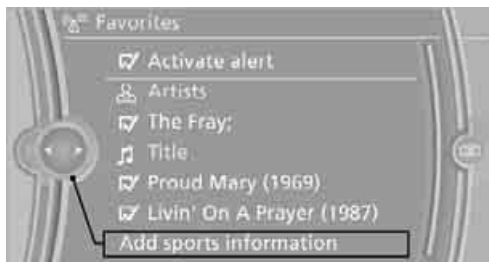 Favorites
Activate alert
Artists
The Fray;
Title
Proud Mary (1969)
Livin' On A Prayer (1987)
Add sports information